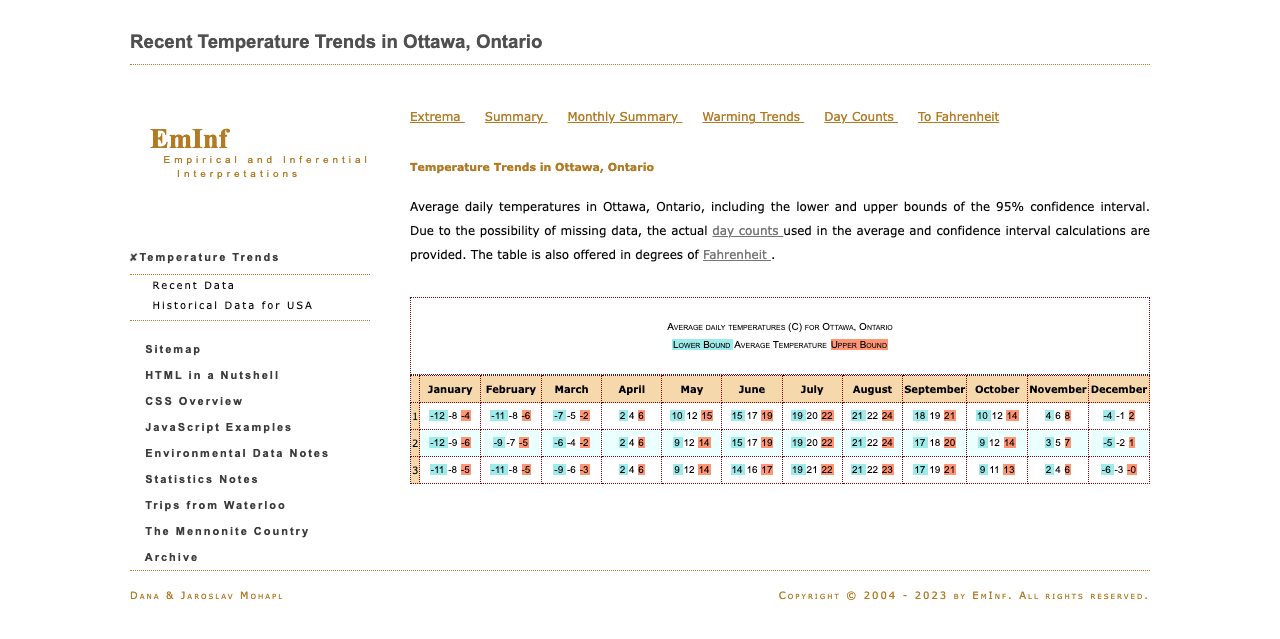 Recent Temperature Trends in Ottawa, Ontario
EmInf
Empirical and Inferential
Interpretations
✘Temperature Trends
Recent Data
Historical Data for USA
Sitemap
HTML in a Nutshell
CSS Overview
JavaScript Examples
Environmental Data Notes
Statistics Notes
Trips from Waterloo
The Mennonite Country
Archive
Extrema Summary Monthly Summary Warming Trends Day Counts To Fahrenheit
Temperature Trends in Ottawa, Ontario
Average daily temperatures in Ottawa, Ontario, including the lower and upper bounds of the 95% confidence interval.
Due to the possibility of missing data, the actual day counts used in the average and confidence interval calculations are
provided. The table is also offered in degrees of Fahrenheit .
Average daily temperatures (C) for Ottawa, Ontario
Lower Bound Average Temperature Upper Bound
January February March April May June July August September October November December
1 -12 -8 -4 -11 -8 -6 -7 -5 -2 2 4 6 10 12 15 15 17 19 19 20 22 21 22 24 18 19 21 10 12 14 4 6 8 -4 -1 2
2 -12 -9 -6 -9 -7 -5 -6 -4 -2 2 4 6 9 12 14 15 17 19 19 20 22 21 22 24 17 18 20 9 12 14 3 5 7 -5 -2 1
3 -11 -8 -5 -11 -8 -5 -9 -6 -3 2 4 6 9 12 14 14 16 17 19 21 22 21 22 23 17 19 21 9 11 13 2 4 6 -6 -3 -0
Dana & Jaroslav Mohapl
Copyright © 2004 - 2023 by EmInf. All rights reserved.